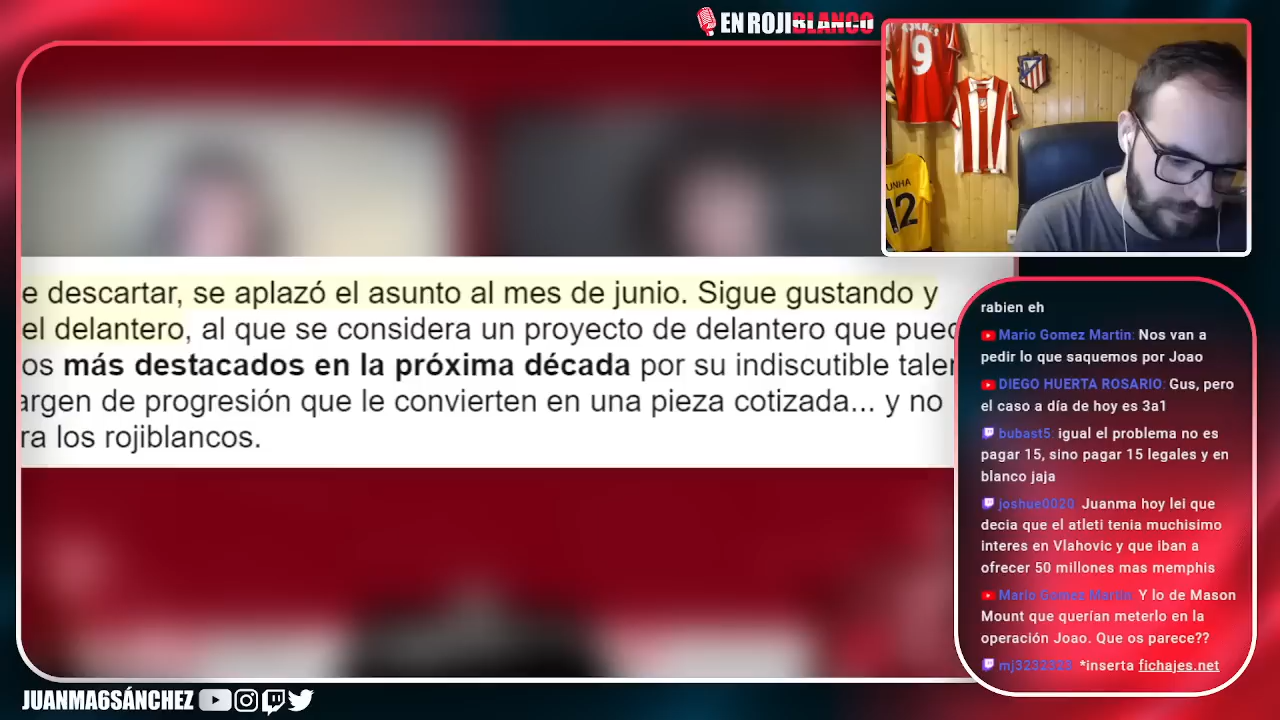 EN ROJIBLANCO
9
UNHA
12
e descartar, se aplazó el asunto al mes de junio. Sigue gustando y
el delantero, al que se considera un proyecto de delantero que pued
os más destacados en la próxima década por su indiscutible talen
argen de progresión que le convierten en una pieza cotizada... y no
ra los rojiblancos.
rabien eh
Mario Gomez Martin: Nos van a
pedir lo que saquemos por Joao
DIEGO HUERTA ROSARIO: Gus, pero
el caso a día de hoy es 3a1
bubast5: igual el problema no es
pagar 15, sino pagar 15 legales y en
blanco jaja
joshue0020: Juanma hoy lei que
decia que el atleti tenia muchisimo
interes en Vlahovic y que iban a
ofrecer 50 millones mas memphis
Mario Gomez Martin: Y lo de Mason
Mount que querían meterlo en la
operación Joao. Que os parece??
mj3232323: *inserta fichajes.net
JUANMA6SÁNCHEZ